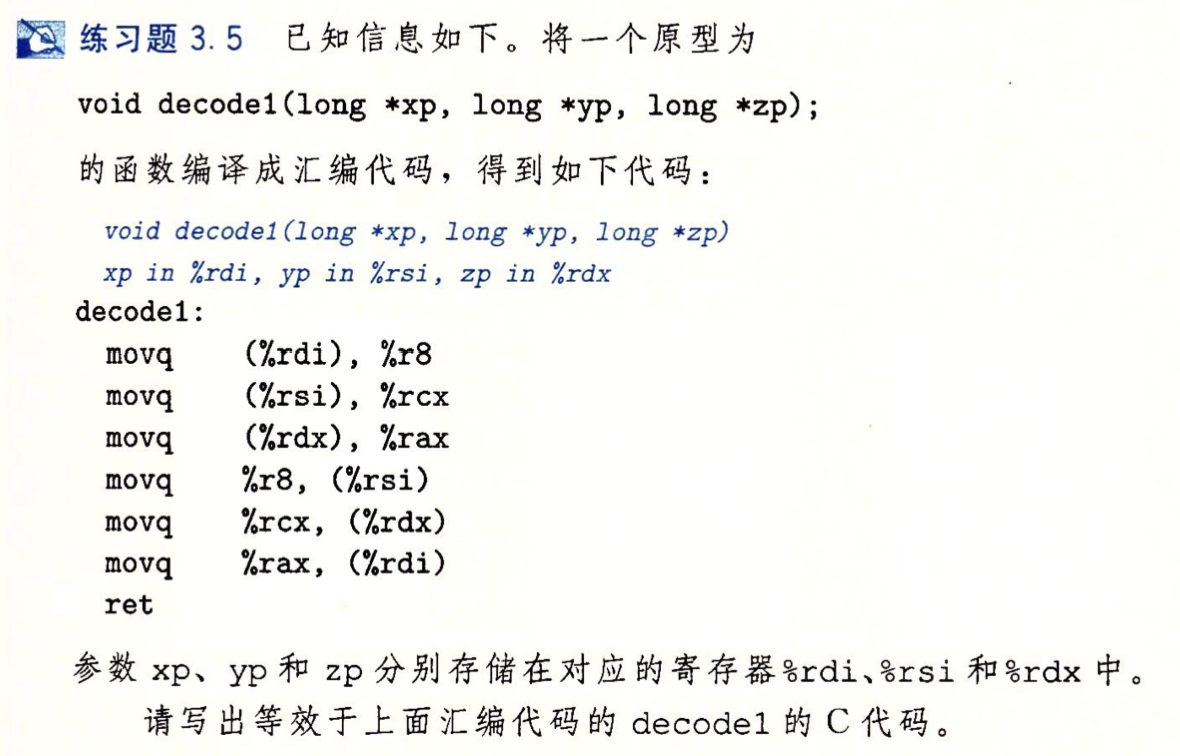 练习题 3.5 已知信息如下。将一个原型为
void decode1(long *xp, long *yp, long *zp);
的函数编译成汇编代码，得到如下代码：
void decode1(long *xp, long *yp, long *zp)
xp in %rdi, yp in %rsi, zp in %rdx
decode1:
movq (%rdi), %r8
movq (%rsi), %rcx
movq (%rdx), %rax
movq %r8, (%rsi)
movq %rcx, (%rdx)
movq %rax, (%rdi)
ret
参数 xp、yp 和 zp 分别存储在对应的寄存器%rdi、%rsi 和%rdx 中。
请写出等效于上面汇编代码的 decode1 的 C 代码。